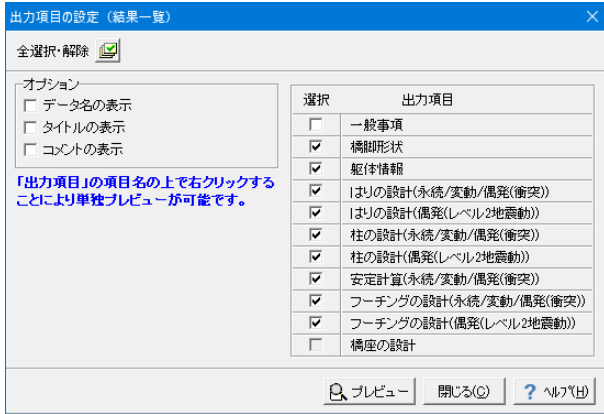 出力項目の設定（結果一覧）
全選択・解除
オプション
データ名の表示
タイトルの表示
コメントの表示
「出力項目」の項目名の上で右クリックする
ことにより単独プレビューが可能です。
選択 出力項目
一般事項
橋脚形状
躯体情報
はりの設計(永続/変動/偶発(衝突))
はりの設計(偶発(レベル2地震動))
柱の設計(永続/変動/偶発(衝突))
柱の設計(偶発(レベル2地震動))
安定計算(永続/変動/偶発(衝突))
フーチングの設計(永続/変動/偶発(衝突))
フーチングの設計(偶発(レベル2地震動))
橋座の設計
プレビュー 閉じる(C) ? ヘルプ(H)